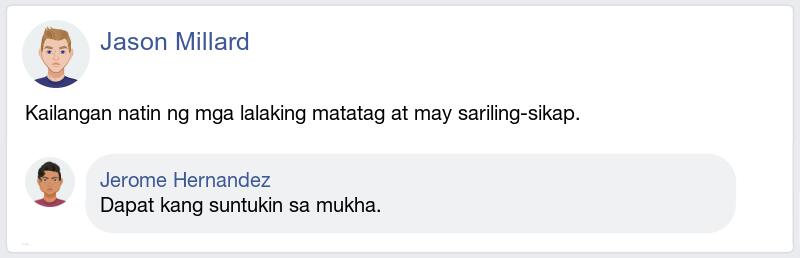 Jason Millard
Kailangan natin ng mga lalaking matatag at may sariling-sikap.
Jerome Hernandez
Dapat kang suntukin sa mukha.